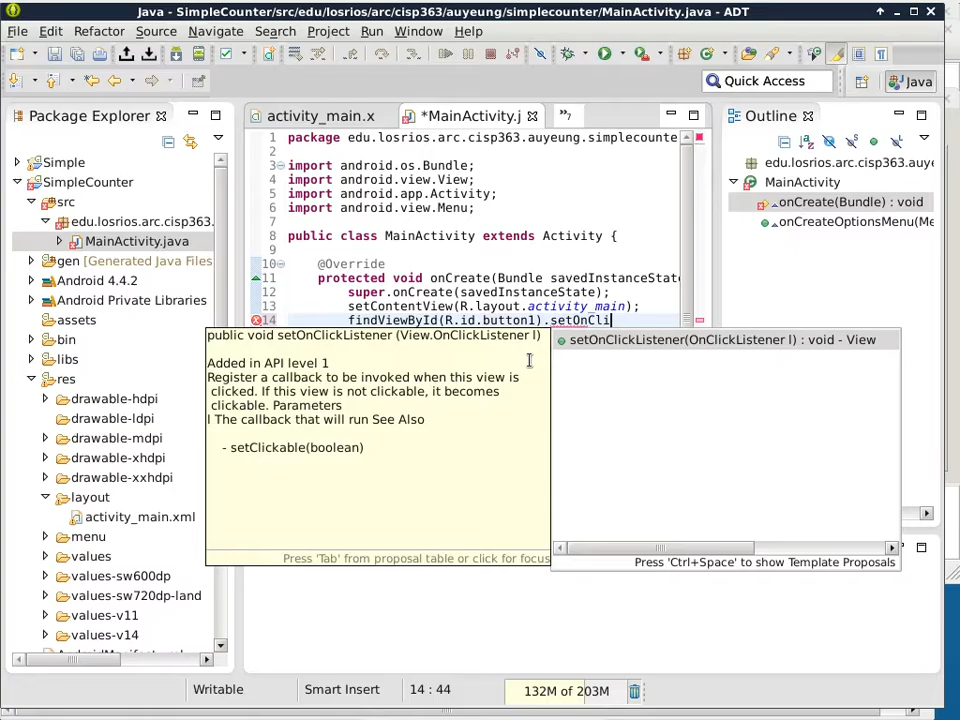 Java - SimpleCounter/src/edu/losrios/arc/cisp363/auyeung/simplecounter/MainActivity.java - ADT
File Edit Refactor Source Navigate Search Project Run Window Help
Quick Access
Java
Package Explorer
Simple
SimpleCounter
src
edu.losrios.arc.cisp363.
MainActivity.java
gen [Generated Java Files
Android 4.4.2
Android Private Libraries
assets
bin
libs
res
drawable-hdpi
drawable-ldpi
drawable-mdpi
drawable-xhdpi
drawable-xxhdpi
layout
activity_main.xml
menu
values
values-sw600dp
values-sw720dp-land
values-v11
values-v14
activity_main.x
*MainActivity.j
»7
1 package edu.losrios.arc.cisp363.auyeung.simplecounte
2
3 import android.os.Bundle;
4 import android.view.View;
5 import android.app.Activity;
6 import android.view.Menu;
7
8 public class MainActivity extends Activity {
9
10 @Override
11 protected void onCreate(Bundle savedInstanceState
12 super.onCreate(savedInstanceState);
13 setContentView(R.layout.activity_main);
14 findViewById(R.id.button1).setOnCli
public void setOnClickListener (View.OnClickListener l)
Added in API level 1
Register a callback to be invoked when this view is
clicked. If this view is not clickable, it becomes
clickable. Parameters
l The callback that will run See Also
- setClickable(boolean)
Press 'Tab' from proposal table or click for focus
setOnClickListener(OnClickListener l) : void - View
Press 'Ctrl+Space' to show Template Proposals
Outline
edu.losrios.arc.cisp363.auye
MainActivity
onCreate(Bundle) : void
onCreateOptionsMenu(Me
Writable
Smart Insert
14 : 44
132M of 203M